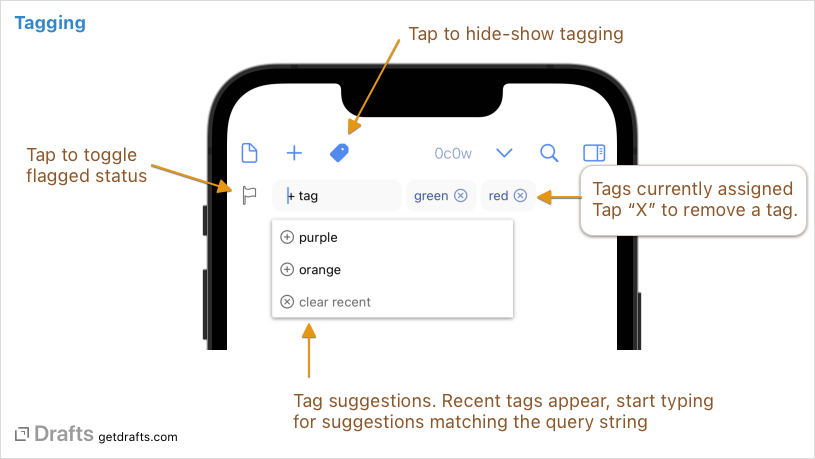 Tagging
Tap to hide-show tagging
Tap to toggle
flagged status
0c0w
+ tag
green
red
Tags currently assigned
Tap “X” to remove a tag.
purple
orange
clear recent
Tag suggestions. Recent tags appear, start typing
for suggestions matching the query string
Drafts getdrafts.com